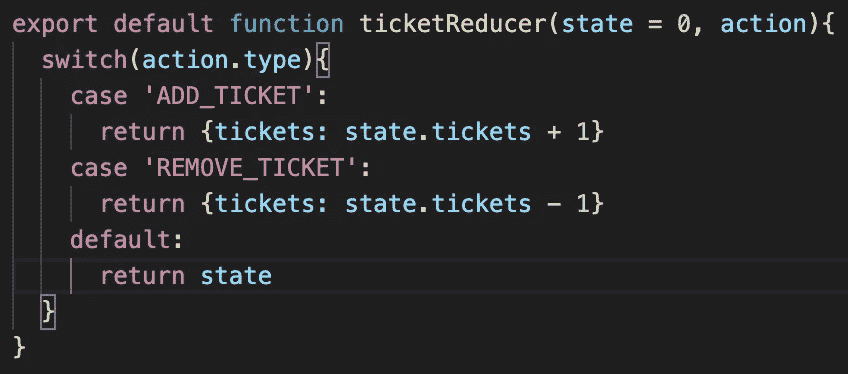 export default function ticketReducer(state = 0, action){
  switch(action.type){
    case 'ADD_TICKET':
      return {tickets: state.tickets + 1}
    case 'REMOVE_TICKET':
      return {tickets: state.tickets - 1}
    default:
      return state
  }
}